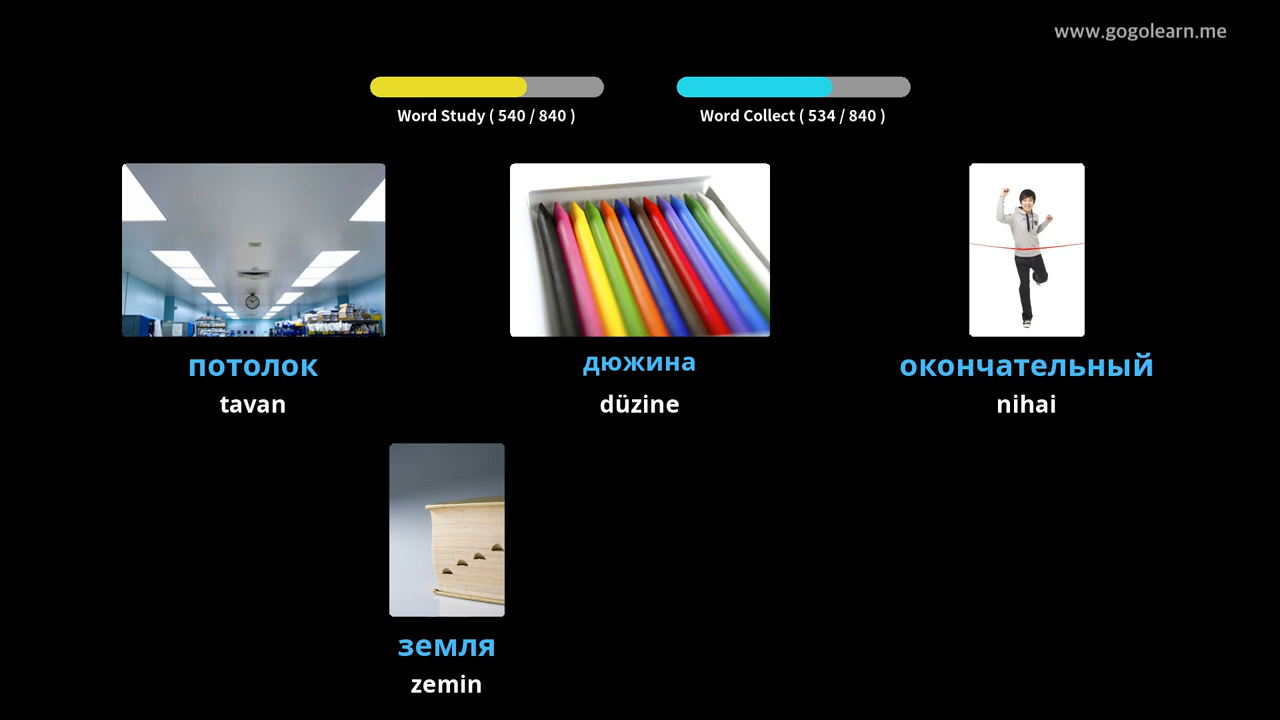 www.gogolearn.me
Word Study ( 540 / 840 )
Word Collect ( 534 / 840 )
потолок
дюжина
окончательный
tavan
düzine
nihai
земля
zemin